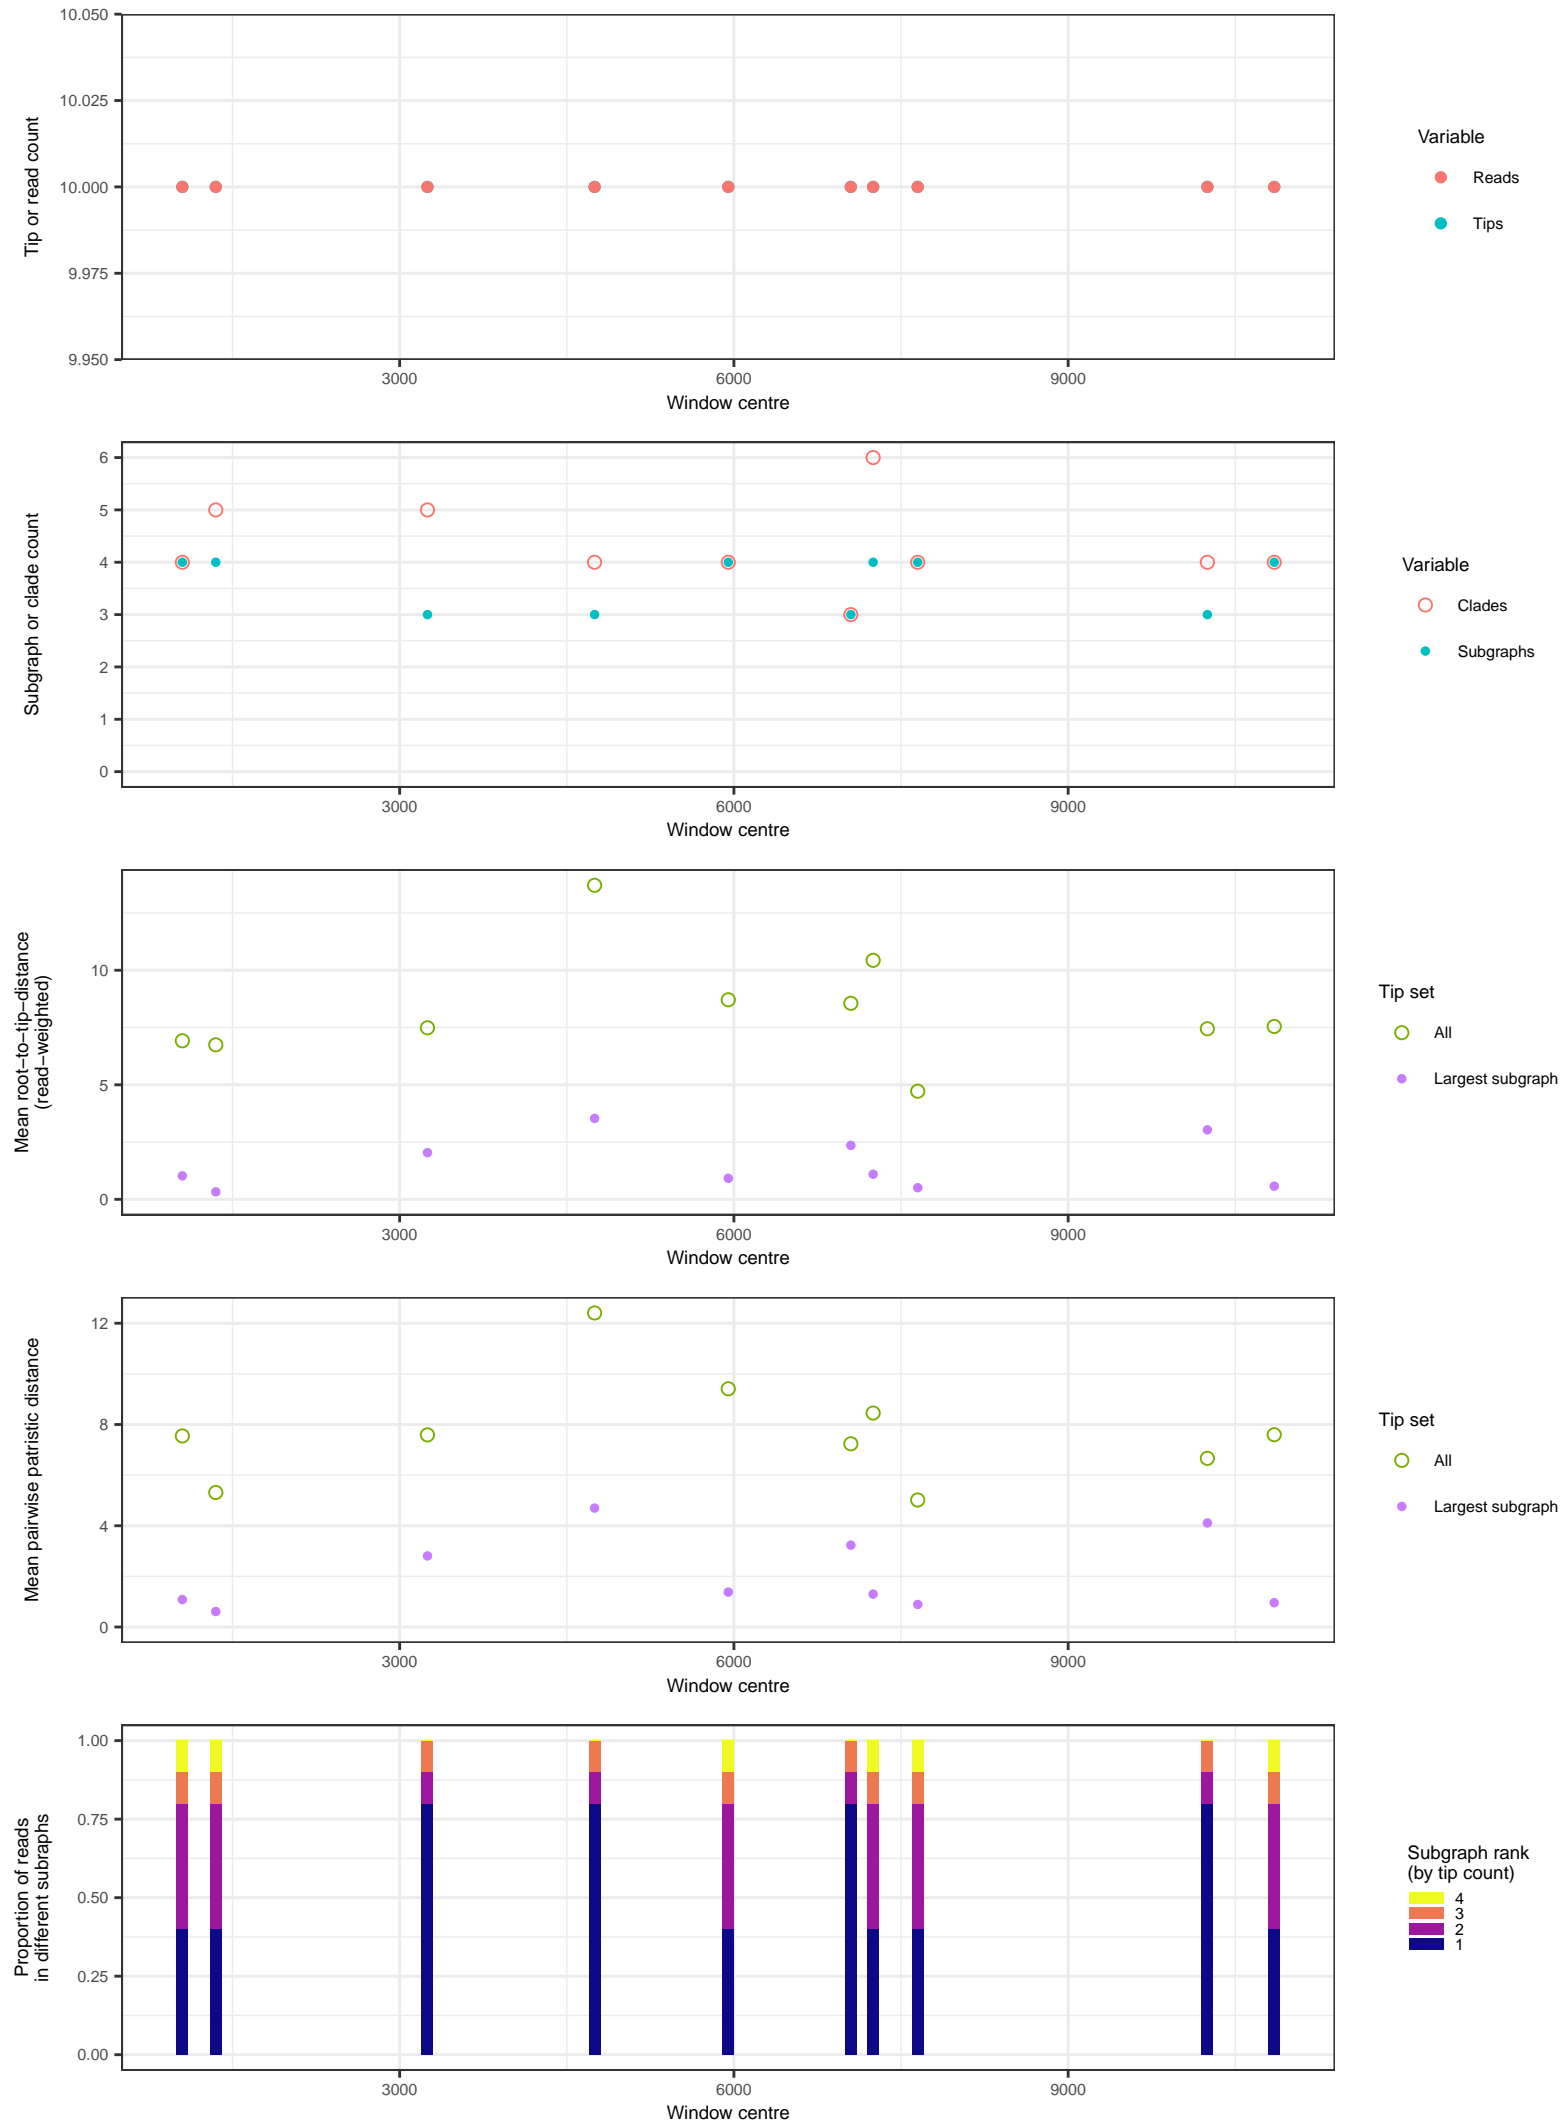 10.050
10.025
10.000
9.975
9.950
Tip or read count
3000
6000
9000
Window centre
Variable
Reads
Tips
6
5
4
3
2
1
0
Subgraph or clade count
3000
6000
9000
Window centre
Variable
Clades
Subgraphs
10
5
0
Mean root−to−tip−distance
(read−weighted)
3000
6000
9000
Window centre
Tip set
All
Largest subgraph
12
8
4
0
Mean pairwise patristic distance
3000
6000
9000
Window centre
Tip set
All
Largest subgraph
1.00
0.75
0.50
0.25
0.00
Proportion of reads
in different subraphs
3000
6000
9000
Window centre
Subgraph rank
(by tip count)
4
3
2
1